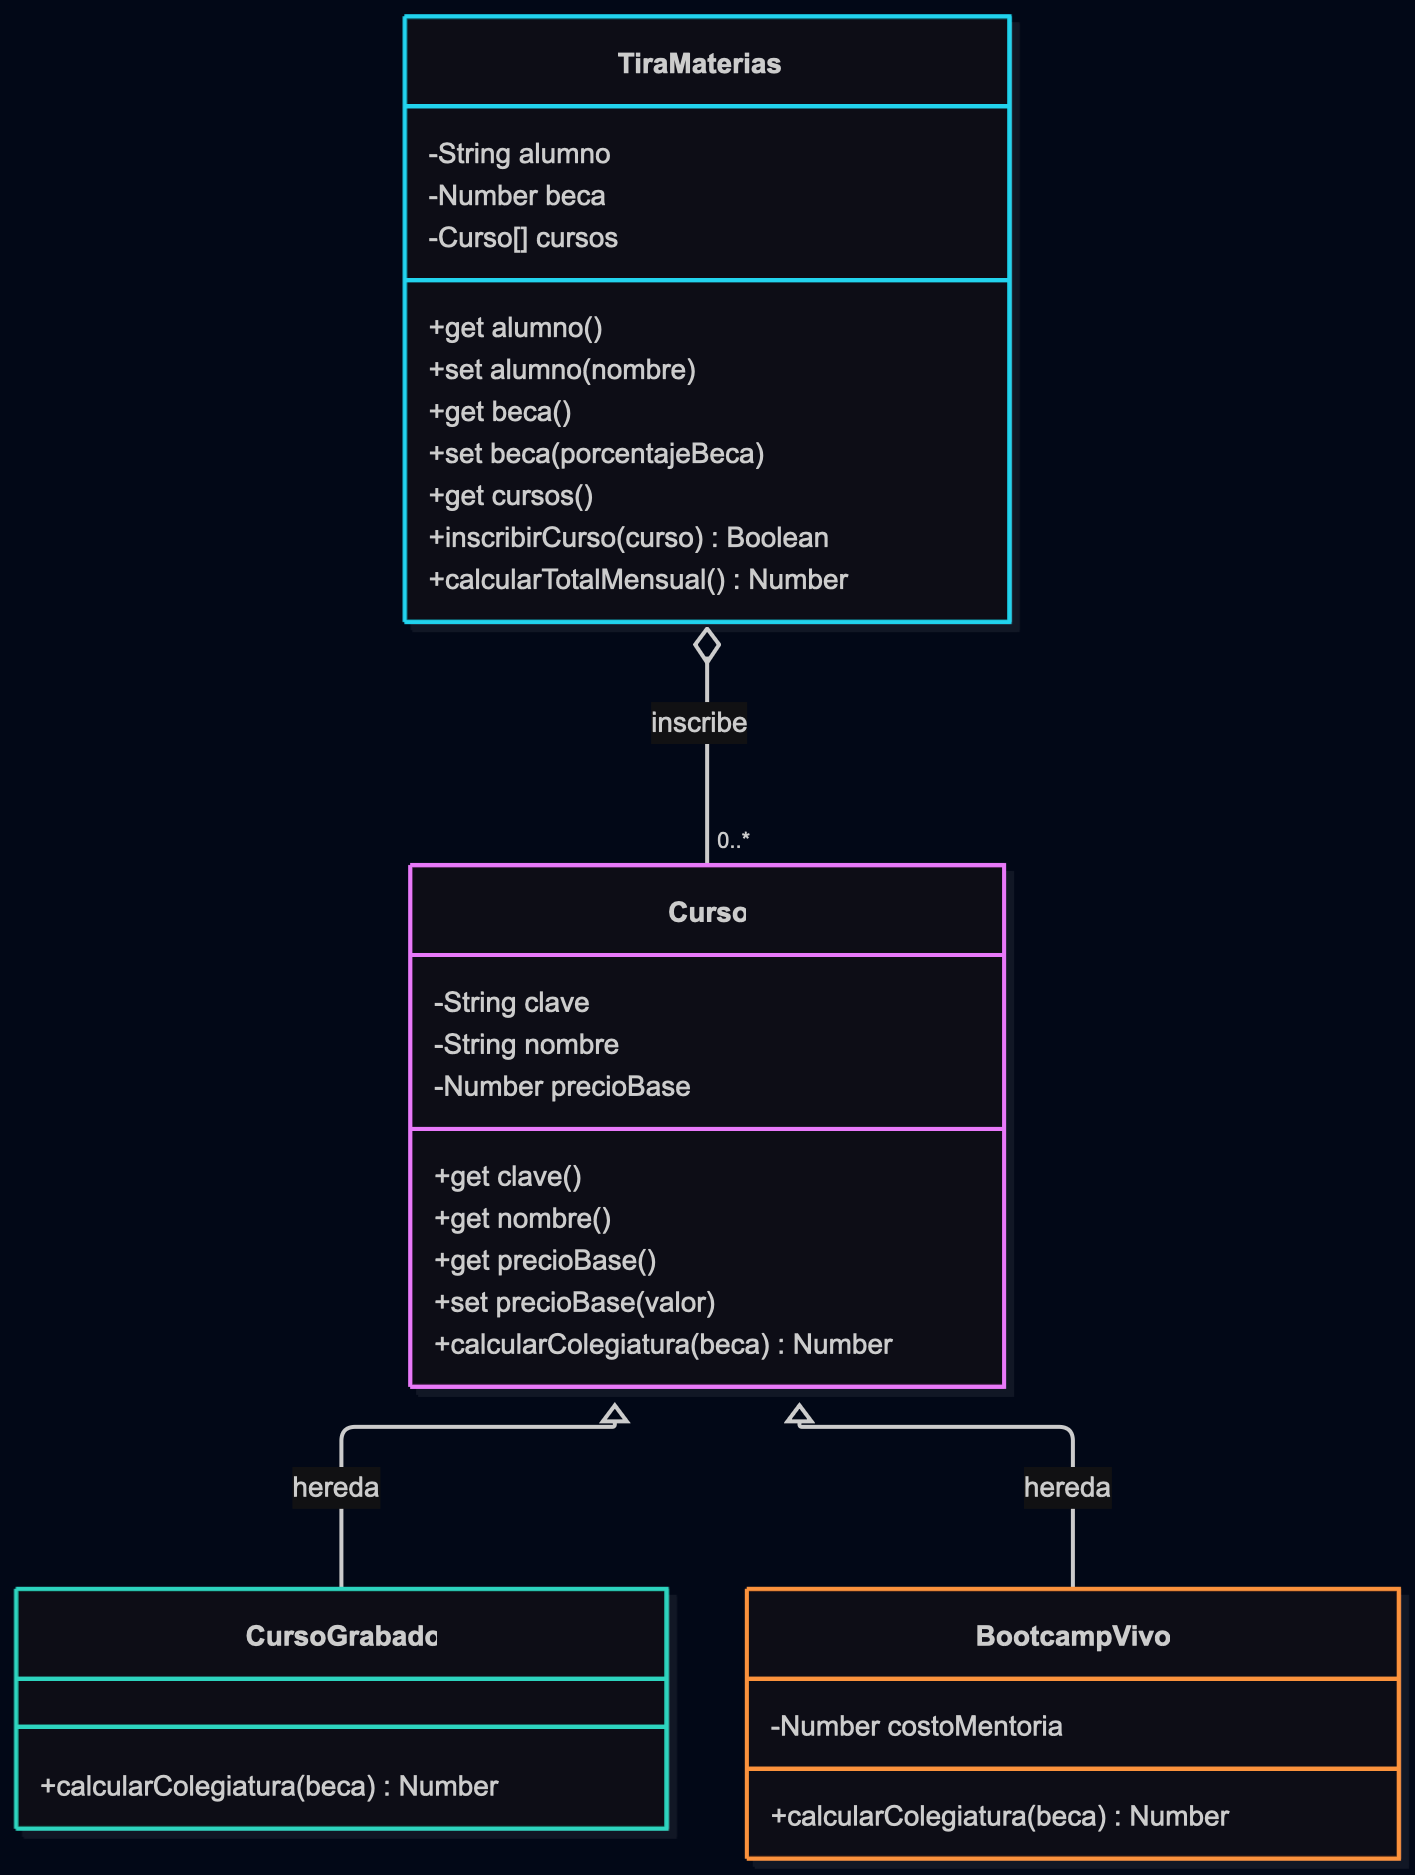 TiraMaterias
-String alumno
-Number beca
-Curso[] cursos
+get alumno()
+set alumno(nombre)
+get beca()
+set beca(porcentajeBeca)
+get cursos()
+inscribirCurso(curso) : Boolean
+calcularTotalMensual() : Number
inscribe
0..*
Curso
-String clave
-String nombre
-Number precioBase
+get clave()
+get nombre()
+get precioBase()
+set precioBase(valor)
+calcularColegiatura(beca) : Number
hereda
hereda
CursoGrabado
+calcularColegiatura(beca) : Number
BootcampVivo
-Number costoMentoria
+calcularColegiatura(beca) : Number